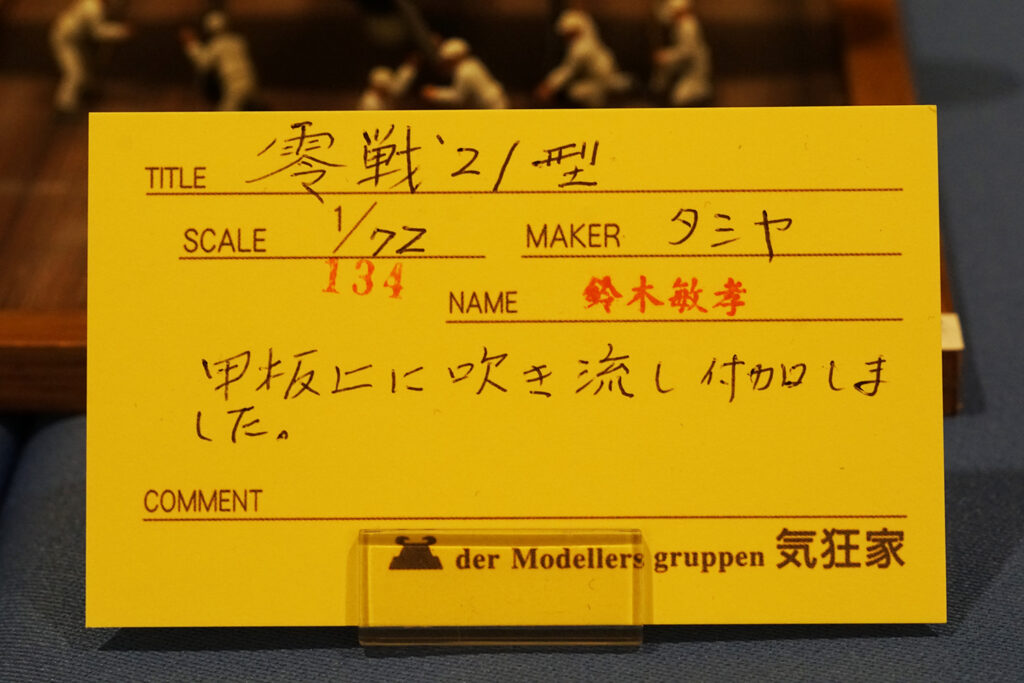 TITLE 零戦21型
SCALE 1/72 MAKER タミヤ
134
NAME 鈴木敏孝
甲板上に吹き流し付加しま
した。
COMMENT
der Modellers gruppen 気狂家